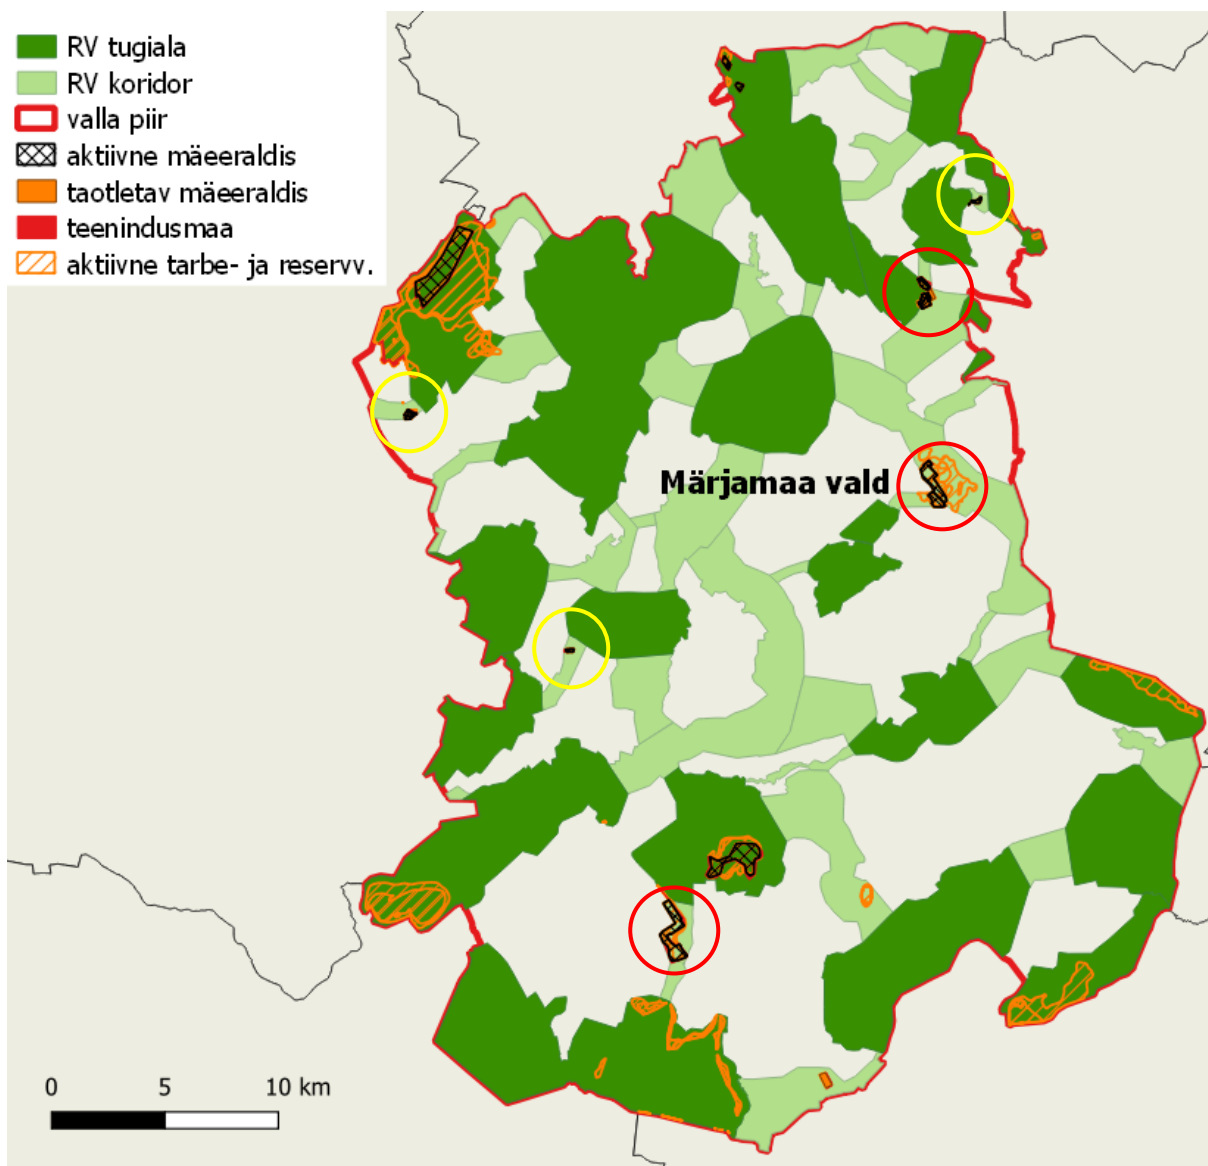 RV tugiala
RV koridor
valla piir
aktiivne mäeeraldis
taotletav mäeeraldis
teenindusmaa
aktiivne tarbe- ja reservv.
Märjamaa vald
0 5 10 km